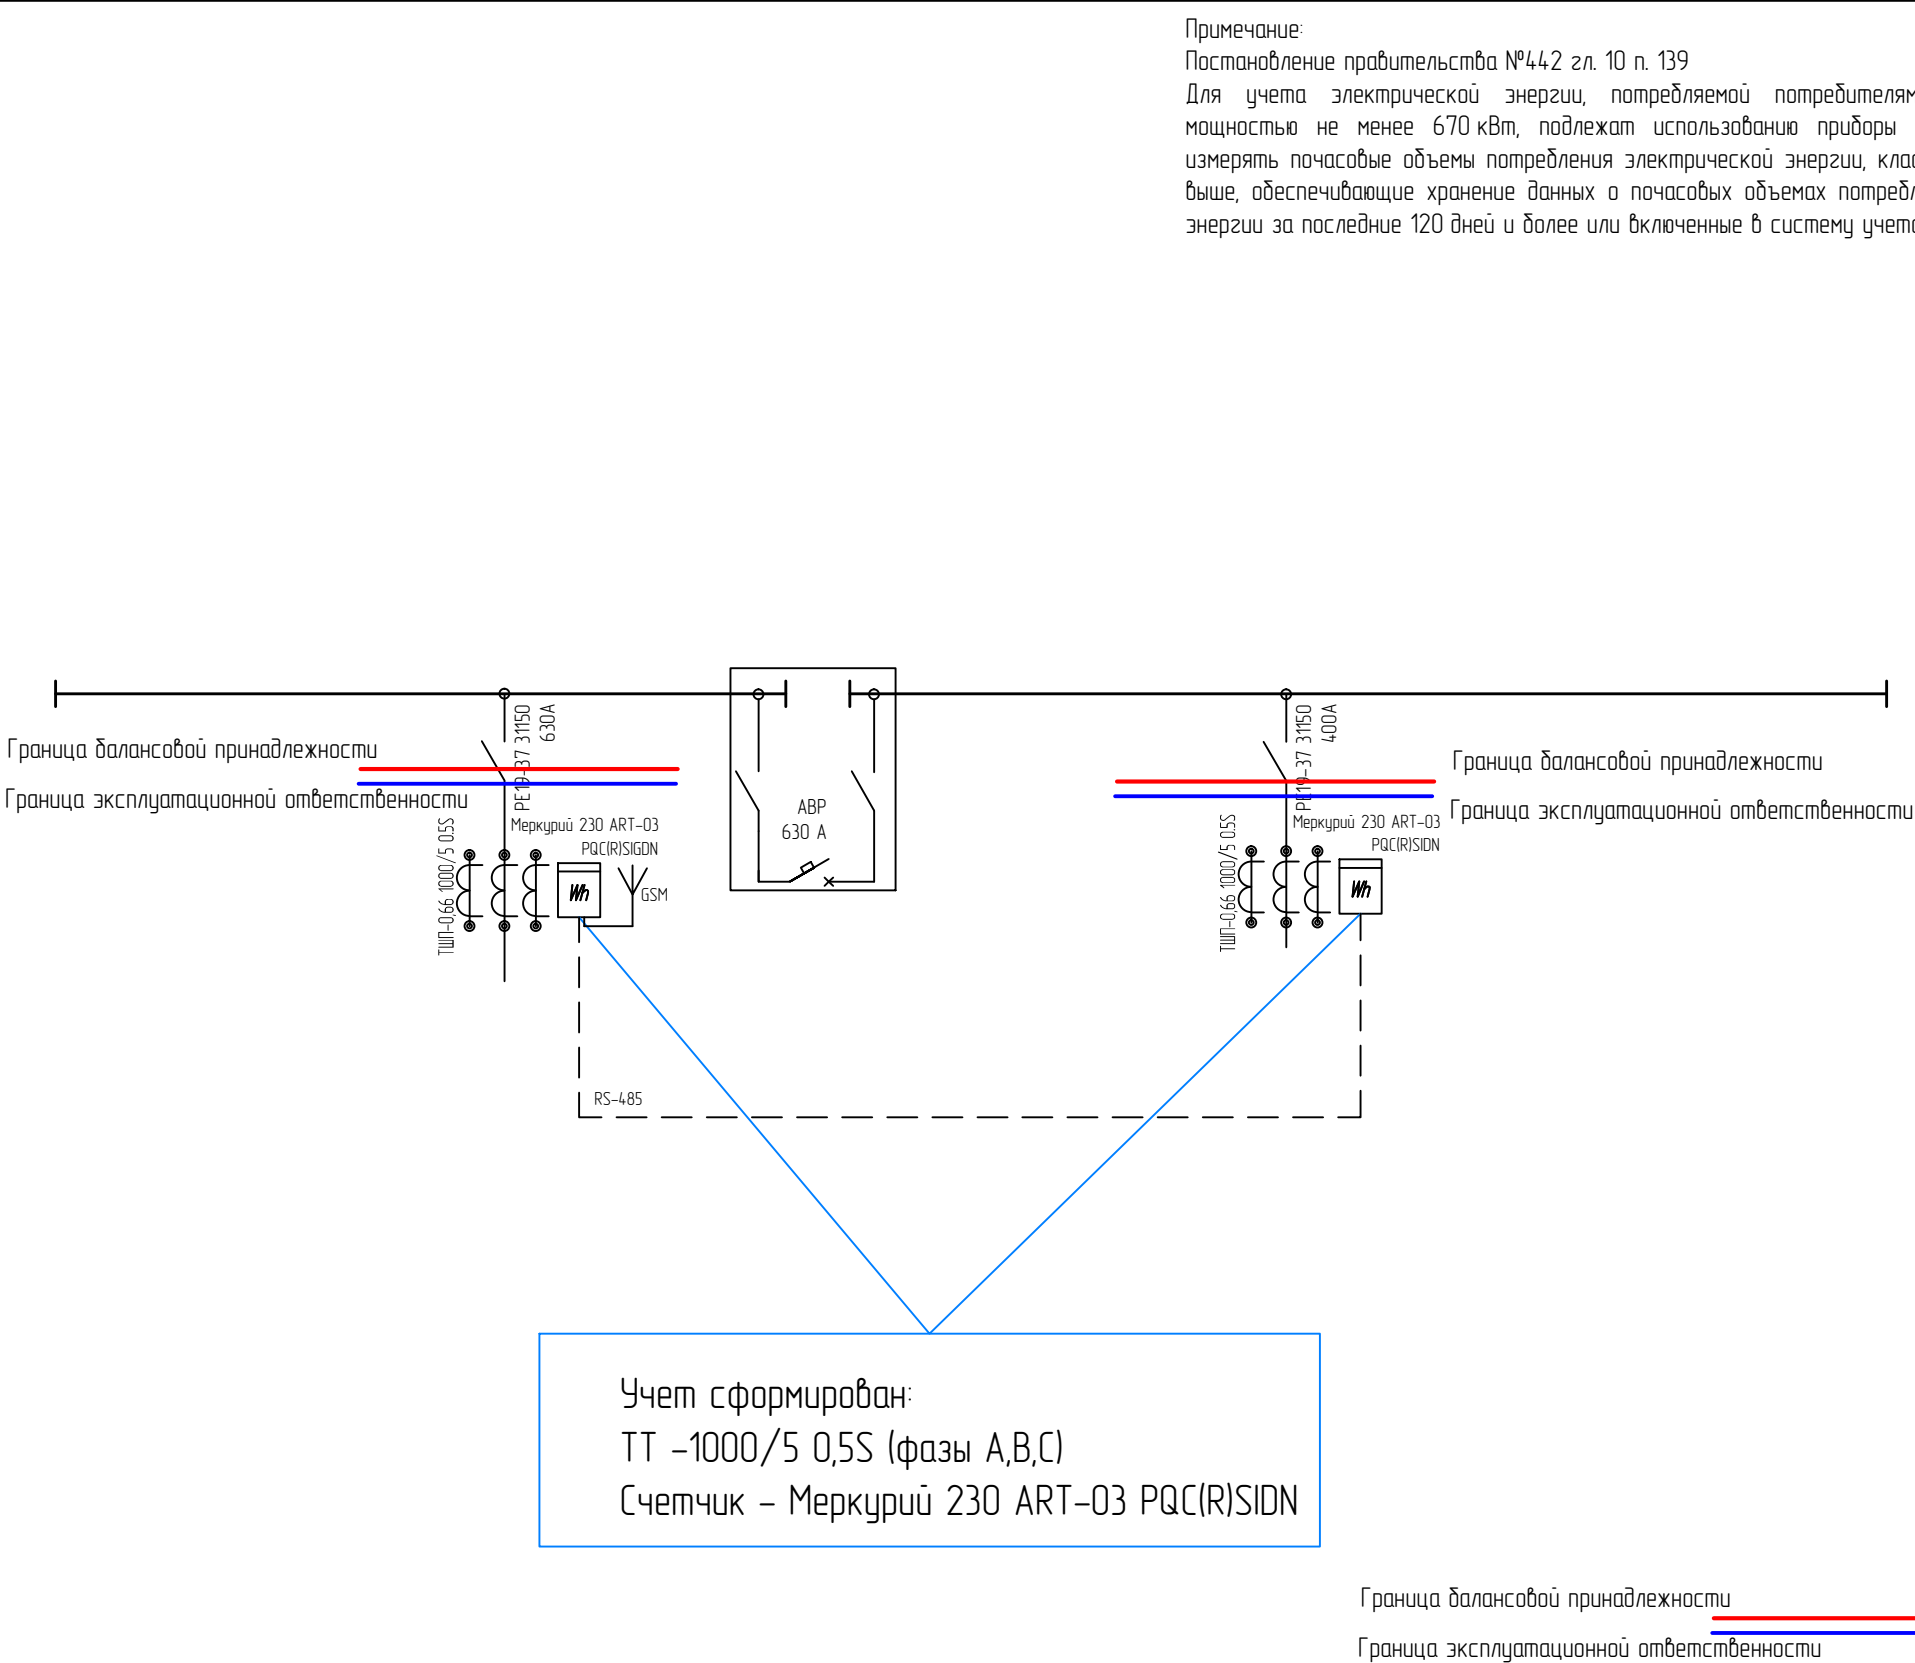 Примечание:
Постановление правительства №442 гл. 10 п. 139
Для учета электрической энергии, потребляемой
мощностью не менее 670 кВт, подлежат использованию приборы
измерять почасовые объемы потребления электрической энергии,
выше, обеспечивающие хранение данных о почасовых объемах
энергии за последние 120 дней и более или включенные в систему
РЕ19-37 31150
630А
Граница балансовой принадлежности
Граница эксплуатационной ответственности
ТШП-0,66 1000/5 0.5S
Меркурий 230 ART-03
PQC(R)SIGDN
Wh
GSM
АВР
630 А
РЕ19-37 31150
400А
Граница балансовой принадлежности
Граница эксплуатационной ответственности
ТШП-0,66 1000/5 0.5S
Меркурий 230 ART-03
PQC(R)SIDN
Wh
RS-485
Учет сформирован:
ТТ -1000/5 0,5S (фазы А,В,С)
Счетчик - Меркурий 230 ART-03 PQC(R)SIDN
Граница балансовой принадлежности
Граница эксплуатационной ответственности